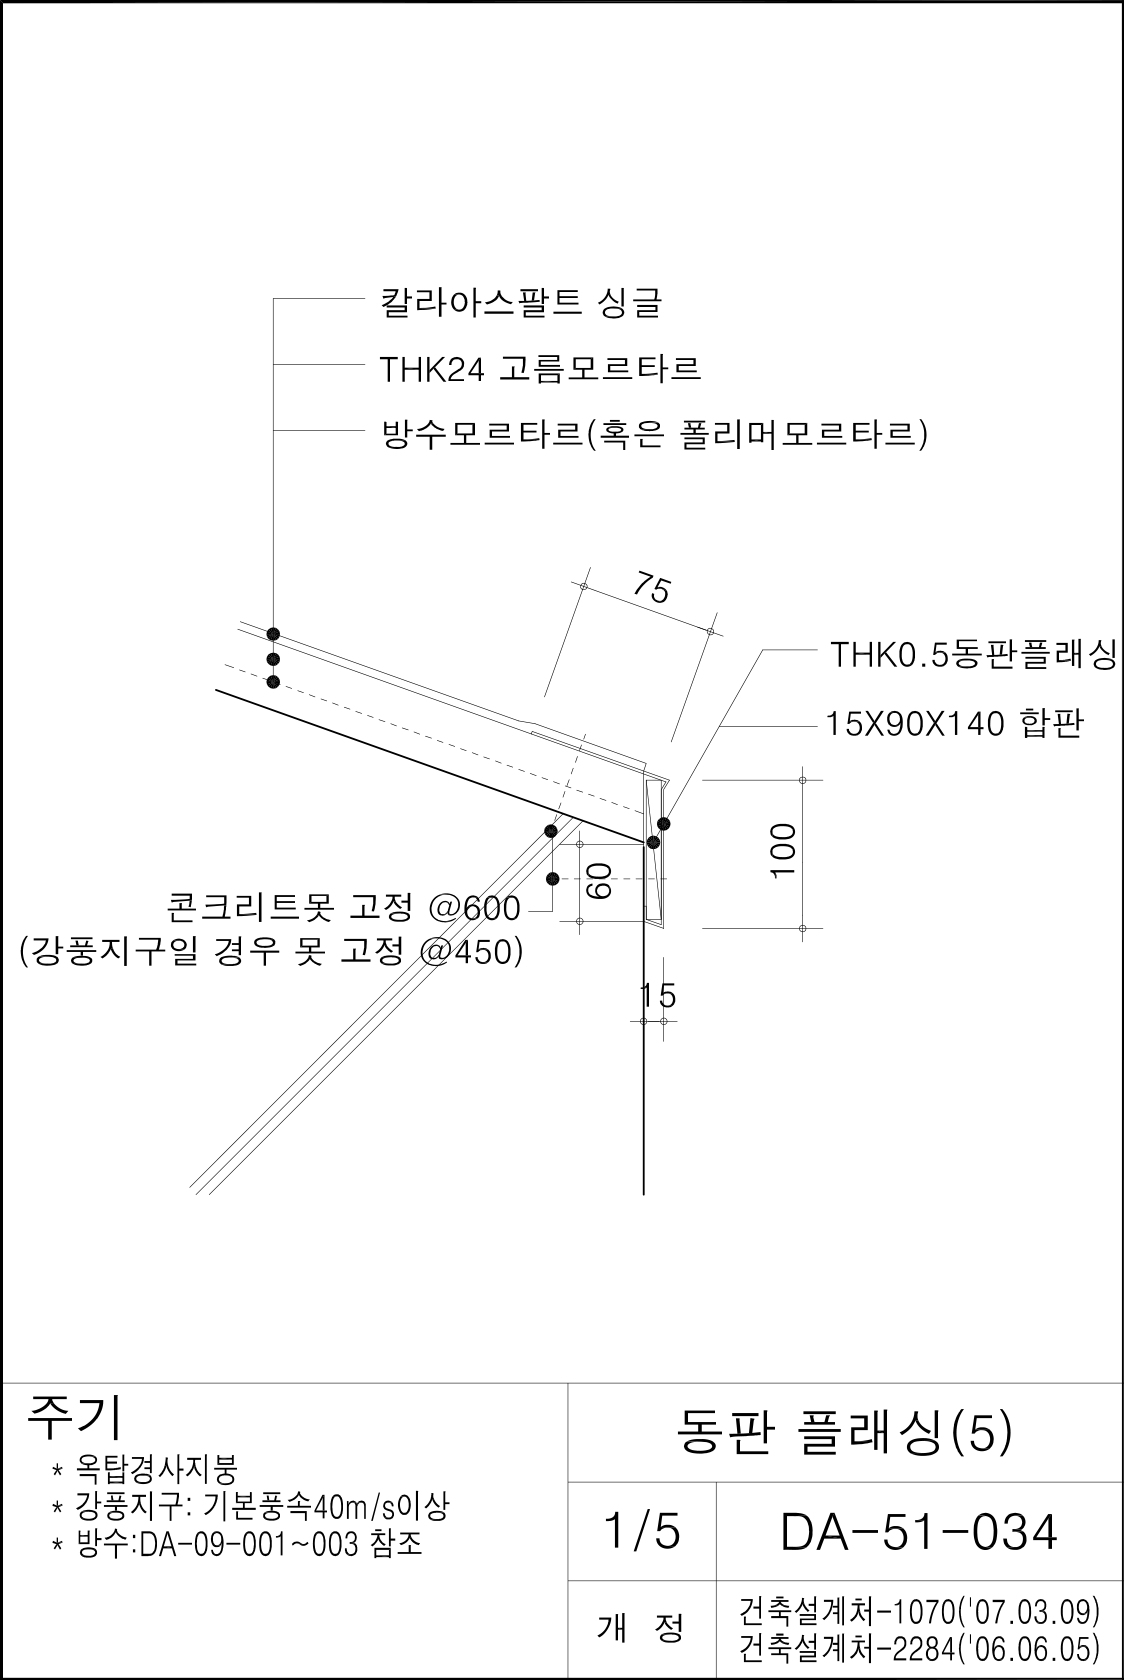 칼라아스팔트 싱글
THK24 고름모르타르
방수모르타르(혹은 폴리머모르타르)
75
THK0.5동판플래싱
15X90X140 합판
100
60
콘크리트못 고정 @600
(강풍지구일 경우 못 고정 @450)
15
주기
* 옥탑경사지붕
* 강풍지구: 기본풍속40m/s이상
* 방수:DA-09-001~003 참조
동판 플래싱(5)
1/5
DA-51-034
개 정
건축설계처-1070('07.03.09)
건축설계처-2284('06.06.05)